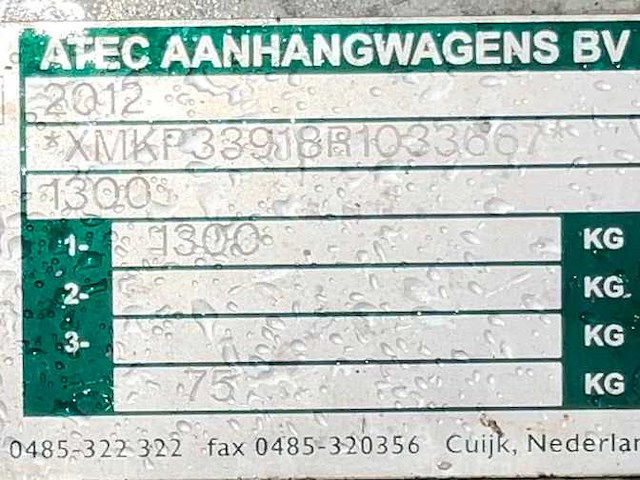 ATEC AANHANGWAGENS BV
2012
*XMKP33918R1033667*
1300
1- 1300 KG
2- KG
3- KG
75 KG
0485-322 322 fax 0485-320356 Cuijk, Nederlan